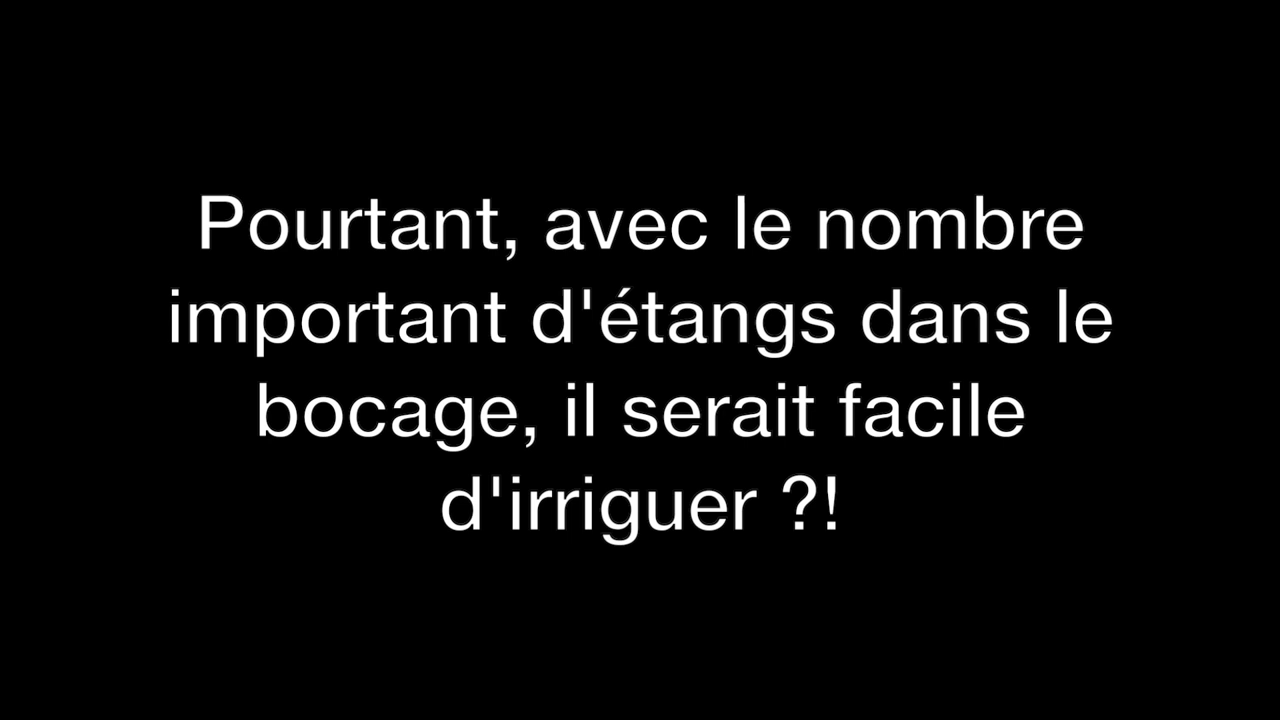 Pourtant, avec le nombre
important d'étangs dans le
bocage, il serait facile
d'irriguer ?!